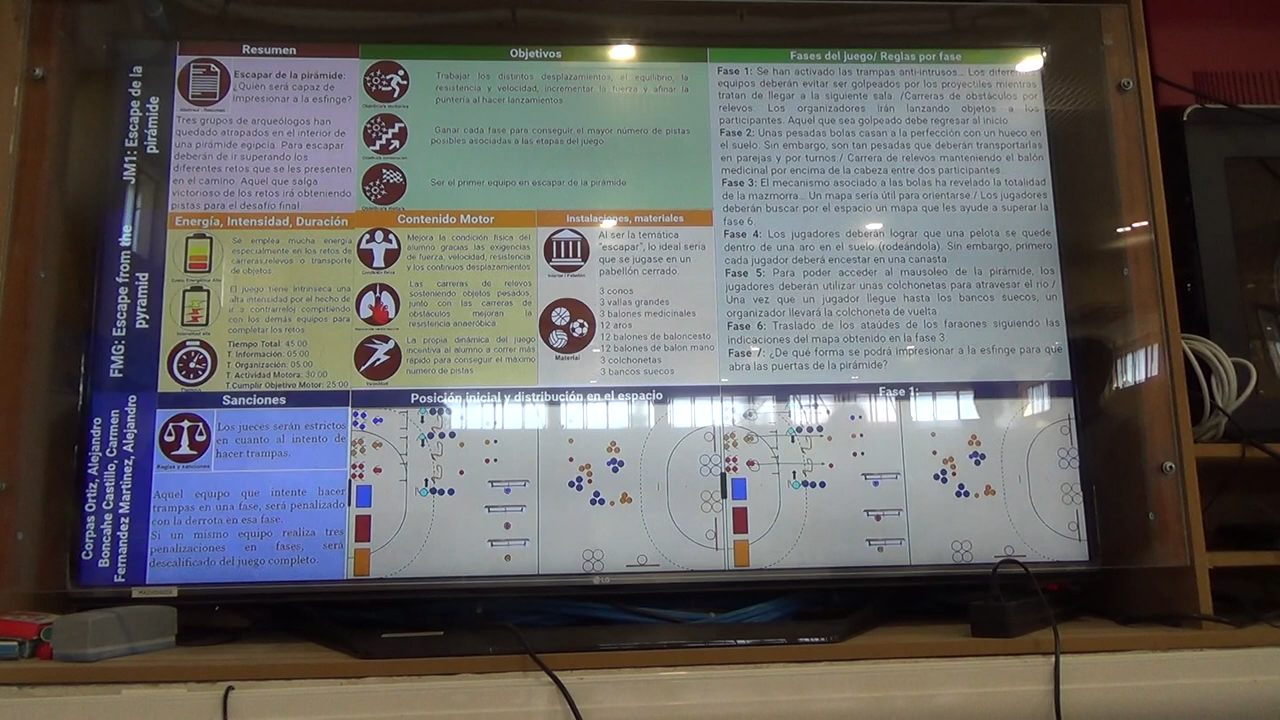 JM1: Escape de la
pirámide
FMG: Escape from the
pyramid
Corpas Ortiz, Alejandro
Boncahe Castillo, Carmen
Fernandez Martinez, Alejandro
Resumen
Escapar de la pirámide:
¿Quién será capaz de
impresionar a la esfinge?
Tres grupos de arqueólogos han
quedado atrapados en el interior de
una pirámide egipcia. Para escapar
deberán de ir superando los
diferentes retos que se les presenten
en el camino. Aquel que salga
victorioso de los retos irá obteniendo
pistas para el desafío final
Objetivos
Trabajar los distintos desplazamientos, el equilibrio, la
resistencia y velocidad, incrementar la fuerza y afinar la
puntería al hacer lanzamientos
Ganar cada fase para conseguir el mayor número de pistas
posibles asociadas a las etapas del juego
Ser el primer equipo en escapar de la pirámide
Fases del juego/ Reglas por fase
Fase 1: Se han activado las trampas anti-intrusos... Los diferentes
equipos deberán evitar ser golpeados por los proyectiles mientras
tratan de llegar a la siguiente sala /Carreras de obstáculos por
relevos. Los organizadores irán lanzando objetos a los
participantes. Aquel que sea golpeado debe regresar al inicio
Fase 2: Unas pesadas bolas casan a la perfección con un hueco en
el suelo. Sin embargo, son tan pesadas que deberán transportarlas
en parejas y por turnos / Carrera de relevos manteniendo el balón
medicinal por encima de la cabeza entre dos participantes
Fase 3: El mecanismo asociado a las bolas ha revelado la totalidad
de la mazmorra... Un mapa sería útil para orientarse / Los jugadores
deberán buscar por el espacio un mapa que les ayude a superar la
fase 6
Fase 4: Los jugadores deberán lograr que una pelota se quede
dentro de una aro en el suelo (rodeándola). Sin embargo, primero
cada jugador deberá encestar en una canasta
Fase 5: Para poder acceder al mausoleo de la pirámide, los
jugadores deberán utilizar unas colchonetas para atravesar el río /
Una vez que un jugador llegue hasta los bancos suecos, un
organizador llevará la colchoneta de vuelta
Fase 6: Traslado de los ataúdes de los faraones siguiendo las
indicaciones del mapa obtenido en la fase 3
Fase 7: ¿De qué forma se podrá impresionar a la esfinge para que
abra las puertas de la pirámide?
Energía, Intensidad, Duración
Se emplea mucha energía
especialmente en los retos de
carreras,relevos o transporte
de objetos
El juego tiene intrínseca una
alta intensidad por el hecho de
ir a contrarreloj compitiendo
con los demás equipos para
completar los retos
Tiempo Total: 45:00
T. Información: 05:00
T. Organización: 05:00
T. Actividad Motora: 30:00
T.Cumplir Objetivo Motor: 25:00
Contenido Motor
Mejora la condición física del
alumno gracias las exigencias
de fuerza, velocidad, resistencia
y los continuos desplazamientos
Las carreras de relevos
sosteniendo objetos pesados,
junto con las carreras de
obstáculos mejoran la
resistencia anaeróbica
La propia dinámica del juego
incentiva al alumno a correr más
rápido para conseguir el máximo
numero de pistas
Instalaciones, materiales
Al ser la temática
"escapar", lo ideal sería
que se jugase en un
pabellón cerrado.
Material
3 conos
3 vallas grandes
3 balones medicinales
12 aros
12 balones de baloncesto
12 balones de balon mano
3 colchonetas
3 bancos suecos
Sanciones
Reglas y sanciones
Los jueces serán estrictos
en cuanto al intento de
hacer trampas.
Aquel equipo que intente hacer
trampas en una fase, será penalizado
con la derrota en esa fase.
Si un mismo equipo realiza tres
penalizaciones en fases, será
descalificado del juego completo.
Posición inicial y distribución en el espacio
Fase 1:
LG